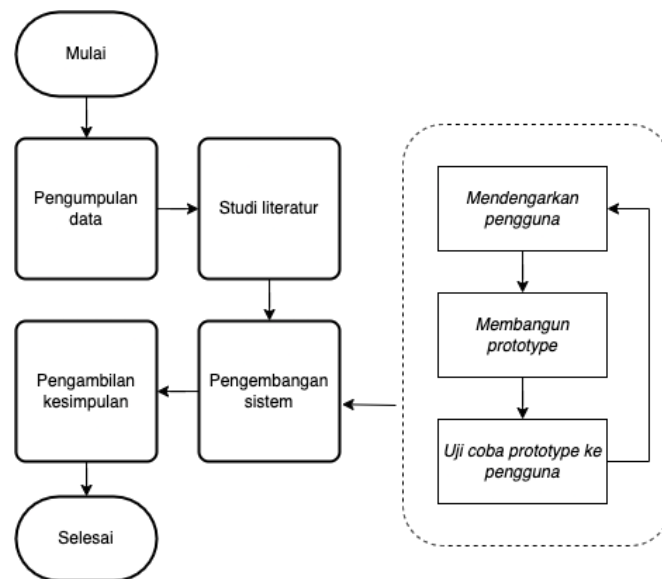 Mulai
Pengumpulan
data
Studi literatur
Pengembangan
sistem
Pengambilan
kesimpulan
Selesai
Mendengarkan
pengguna
Membangun
prototype
Uji coba prototype ke
pengguna